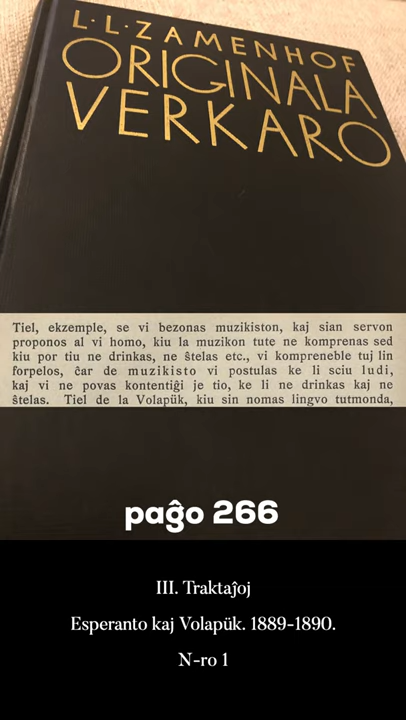 L·L·ZAMENHOF
ORIGINALA
VERKARO
Tiel, ekzemple, se vi bezonas muzikiston, kaj sian servon
proponos al vi homo, kiu la muzikon tute ne komprenas sed
kiu por tiu ne drinkas, ne ŝtelas etc., vi kompreneble tuj lin
forpelos, ĉar de muzikisto vi postulas ke li sciu ludi,
kaj vi ne povas kontentiĝi je tio, ke li ne drinkas kaj ne
ŝtelas. Tiel de la Volapük, kiu sin nomas lingvo tutmonda,
paĝo 266
III. Traktaĵoj
Esperanto kaj Volapük. 1889-1890.
N-ro 1